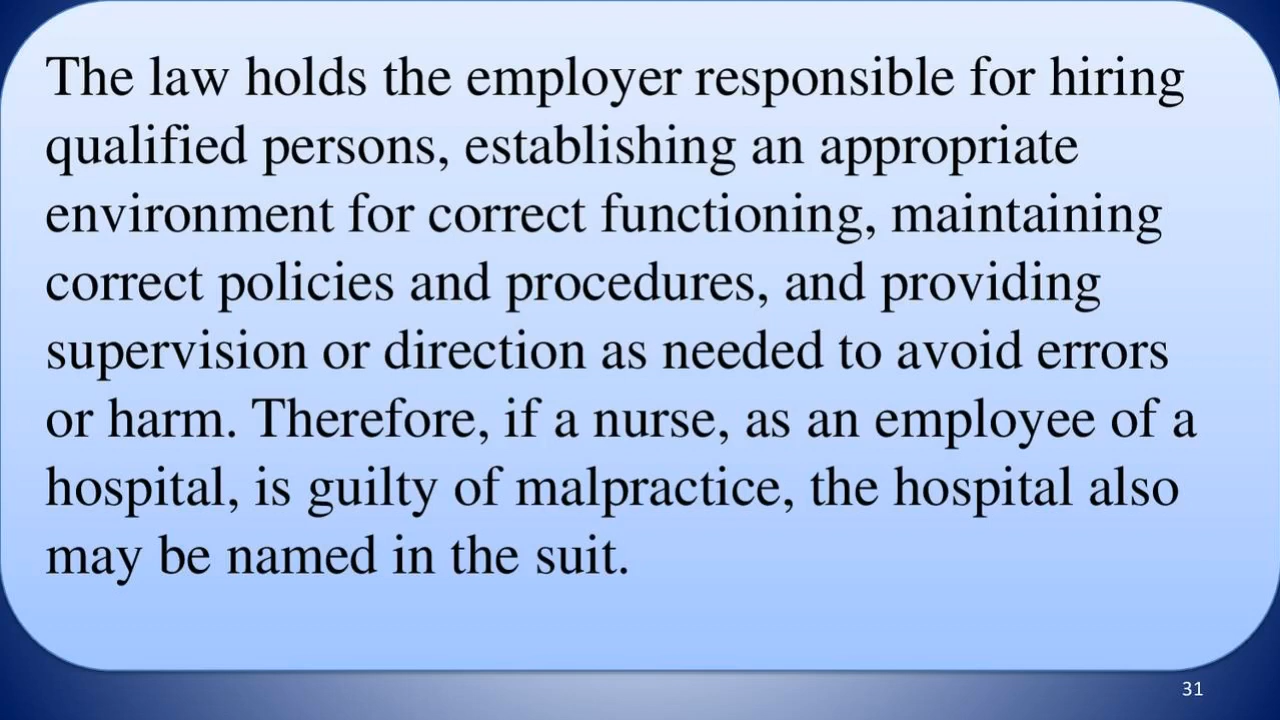 The law holds the employer responsible for hiring
qualified persons, establishing an appropriate
environment for correct functioning, maintaining
correct policies and procedures, and providing
supervision or direction as needed to avoid errors
or harm. Therefore, if a nurse, as an employee of a
hospital, is guilty of malpractice, the hospital also
may be named in the suit.
31